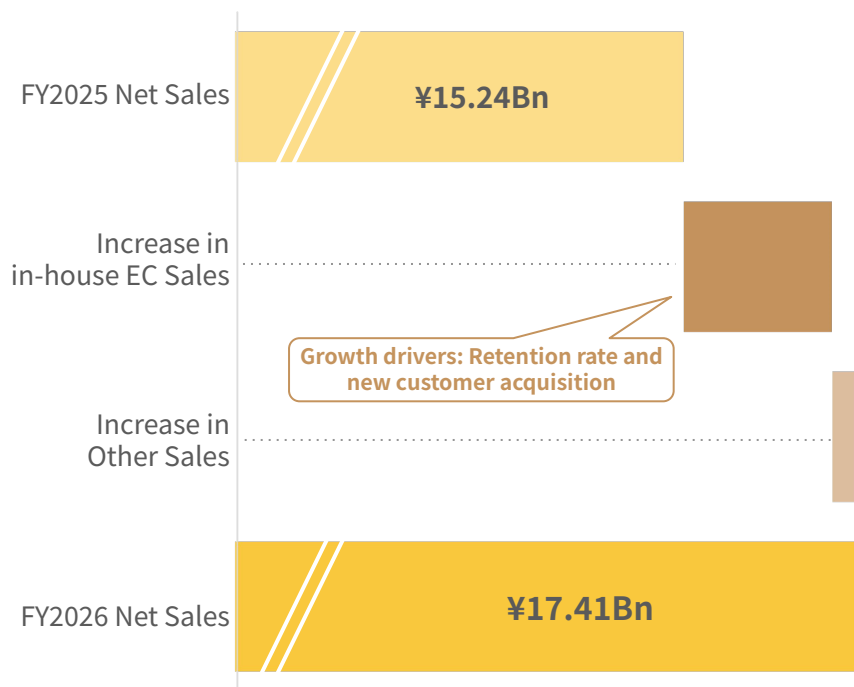 FY2025 Net Sales
¥15.24Bn
Increase in
in-house EC Sales
Growth drivers: Retention rate and
new customer acquisition
Increase in
Other Sales
FY2026 Net Sales
¥17.41Bn